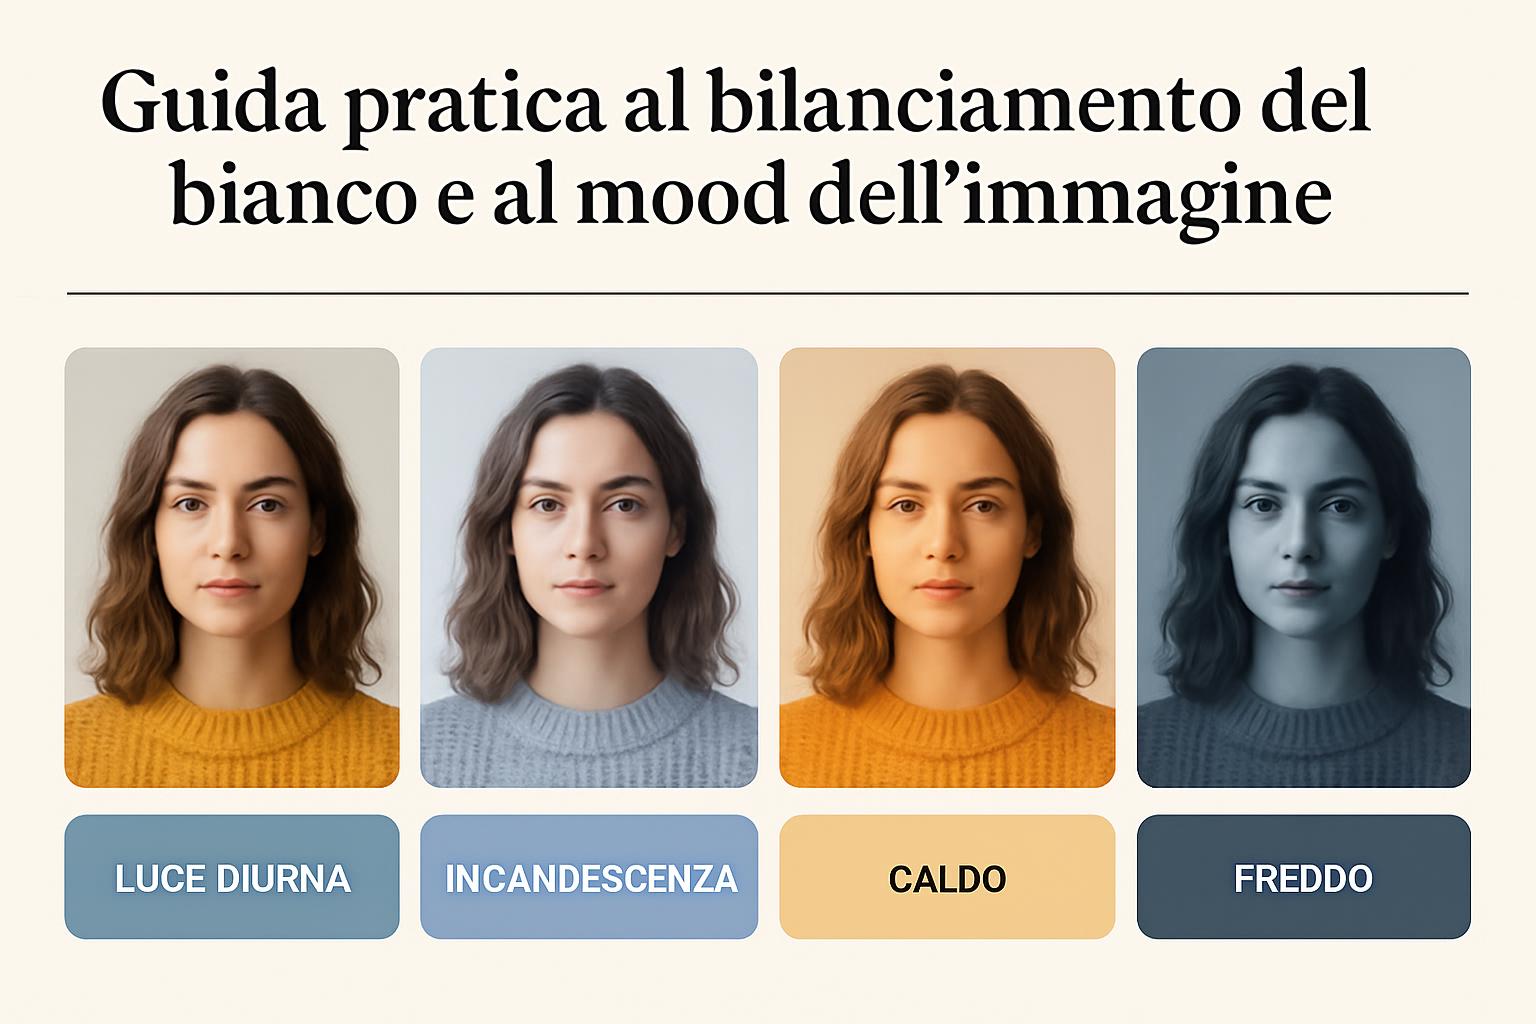 Guida pratica al bilanciamento del
bianco e al mood dell’immagine
LUCE DIURNA
INCANDESCENZA
CALDO
FREDDO